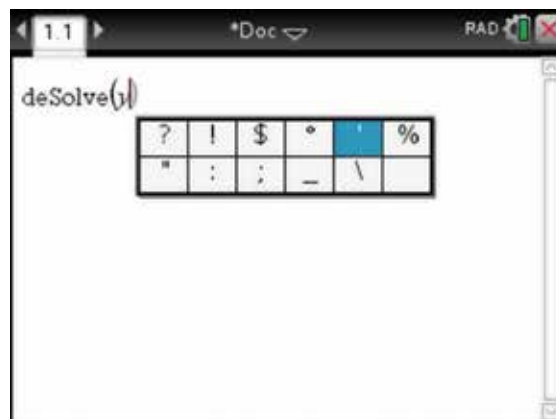 1.1 *Doc RAD
deSolve(y)
? ! $ ° ' %
" : ; _ \